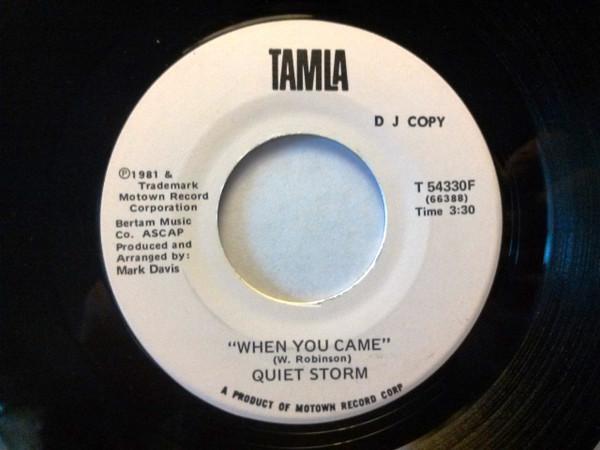 TAMLA
D J COPY
℗1981 &
Trademark
Motown Record
Corporation
Bertam Music
Co. ASCAP
Produced and
Arranged by:
Mark Davis
T 54330F
(66388)
Time 3:30
"WHEN YOU CAME"
(W. Robinson)
QUIET STORM
A PRODUCT OF MOTOWN RECORD CORP